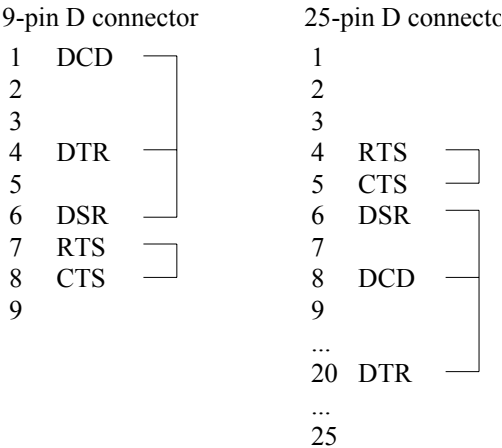 9-pin D connector
1 DCD
2
3
4 DTR
5
6 DSR
7 RTS
8 CTS
9
25-pin D connecto
1
2
3
4 RTS
5 CTS
6 DSR
7
8 DCD
9
...
20 DTR
...
25